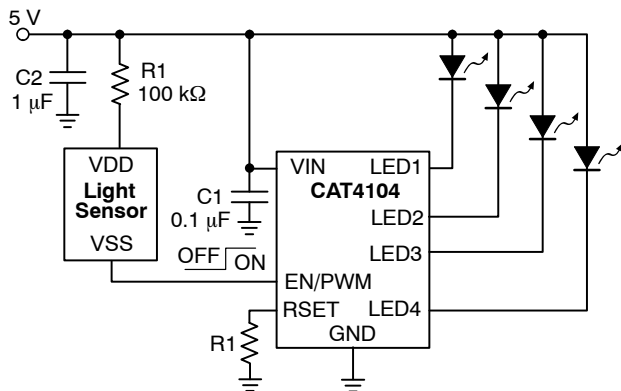 5 V
C2
1 μF
R1
100 kΩ
VDD
Light
Sensor
VSS
C1
0.1 μF
OFF
ON
VIN
LED1
CAT4104
LED2
LED3
EN/PWM
RSET
LED4
GND
R1